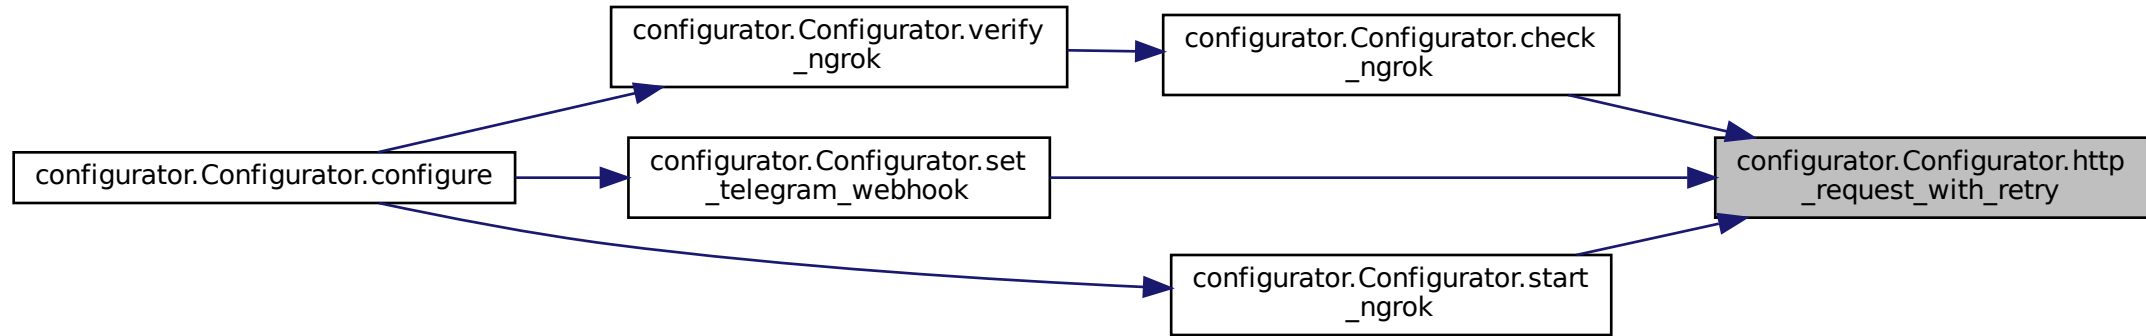 configurator.Configurator.verify
_ngrok
configurator.Configurator.check
_ngrok
configurator.Configurator.configure
configurator.Configurator.set
_telegram_webhook
configurator.Configurator.http
_request_with_retry
configurator.Configurator.start
_ngrok